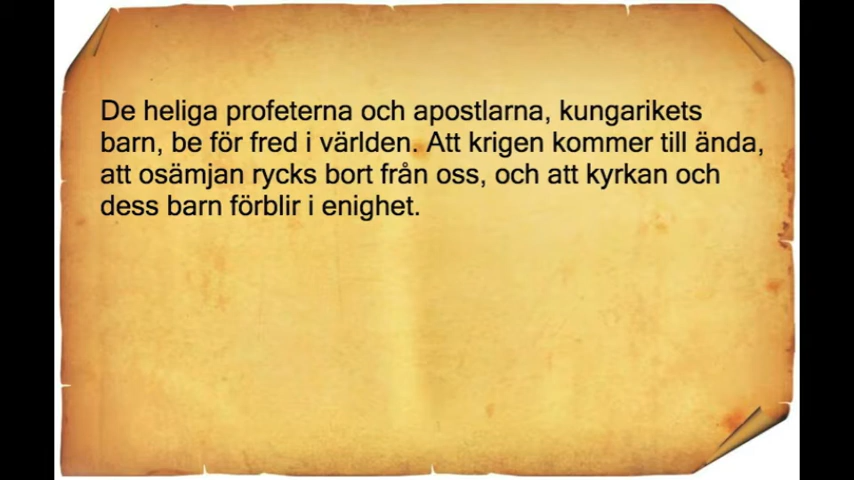 De heliga profeterna och apostlarna, kungarikets
barn, be för fred i världen. Att krigen kommer till ända,
att osämjan rycks bort från oss, och att kyrkan och
dess barn förblir i enighet.